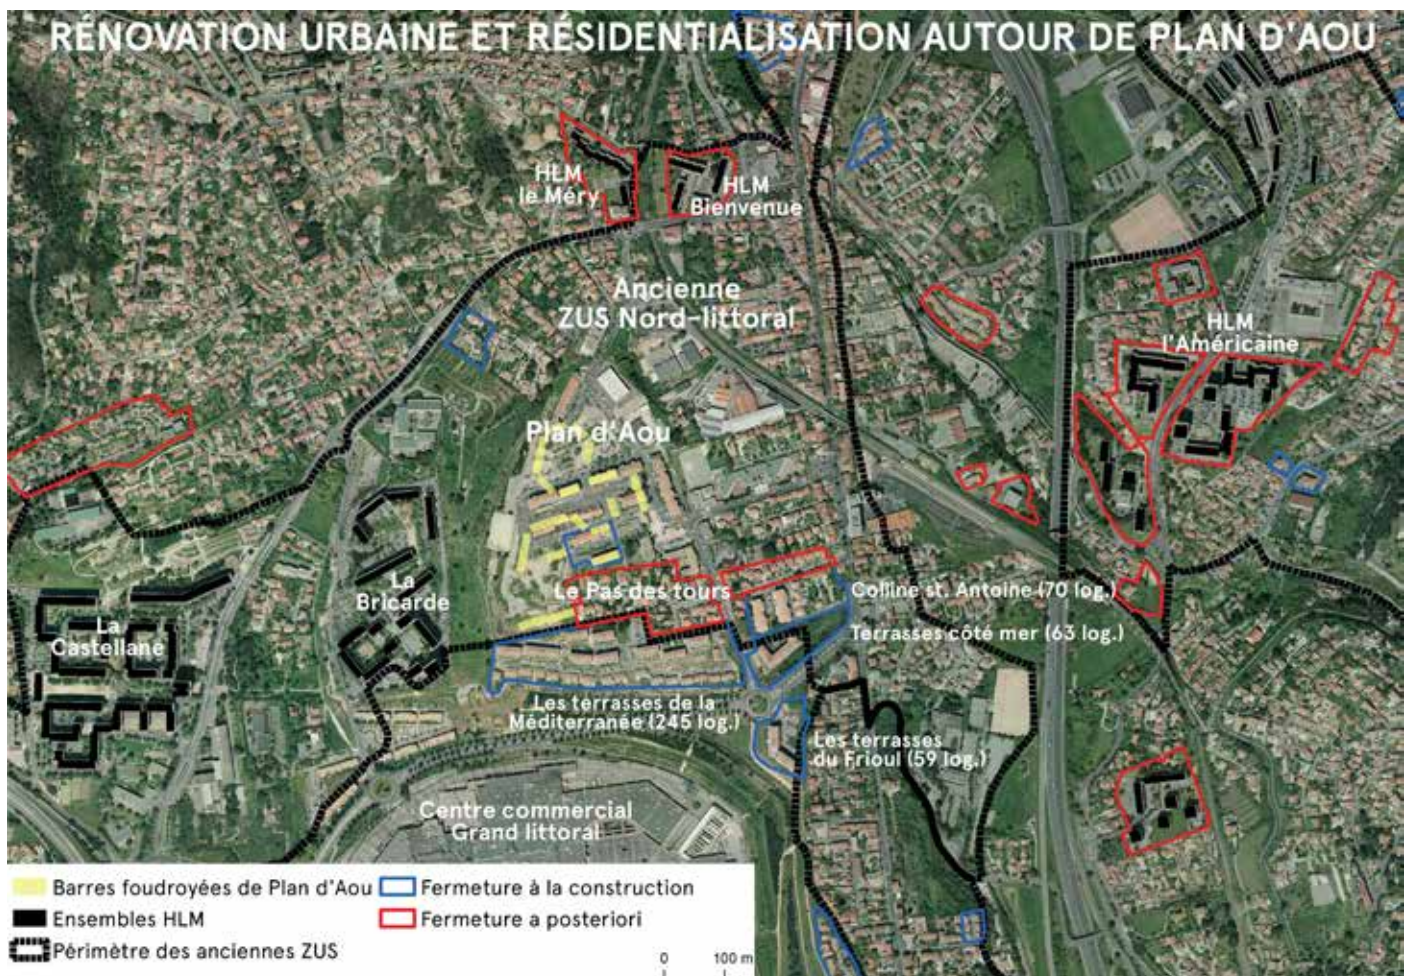 RÉNOVATION URBAINE ET RÉSIDENTIALISATION AUTOUR DE PLAN D'AOU
HLM
le Méry
HLM
Bienvenue
Ancienne
ZUS Nord-littoral
HLM
l'Américaine
Plan d'Aou
La
Bricarde
Le Pas des tours
Colline st. Antoine (70 log.)
La
Castellane
Terrasses côté mer (63 log.)
Les terrasses de la
Méditerranée (245 log.)
Les terrasses
du Frioul (59 log.)
Centre commercial
Grand littoral
Barres foudroyées de Plan d'Aou
Fermeture à la construction
Ensembles HLM
Fermeture a posteriori
Périmètre des anciennes ZUS
0 100 m